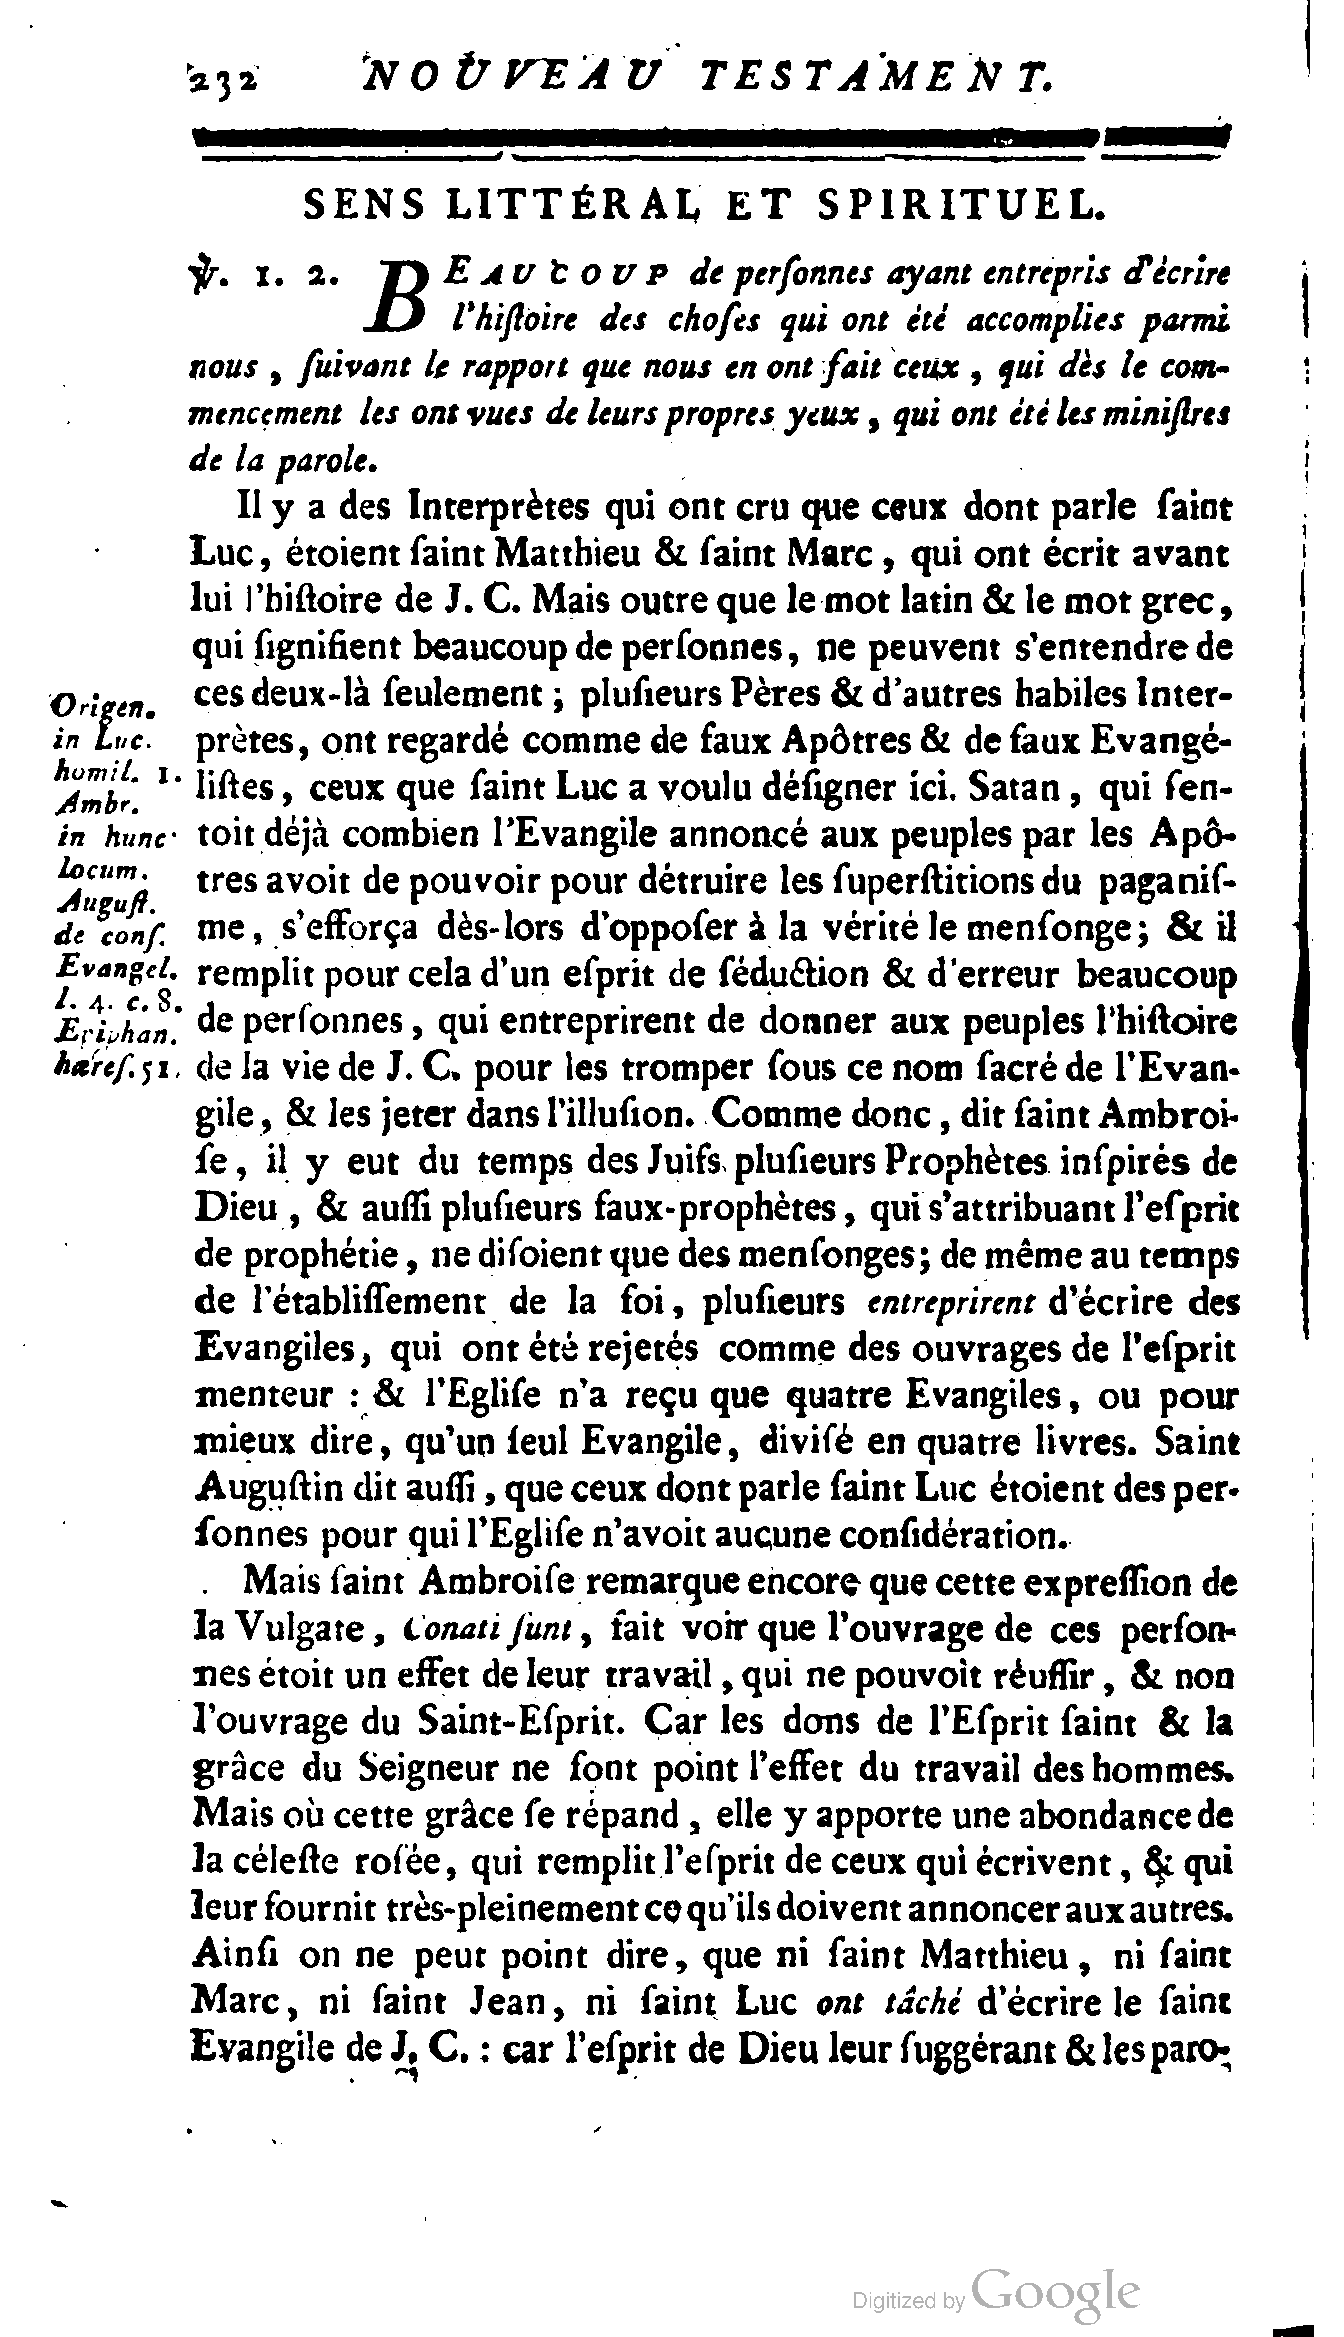 232 NOUVEAU TESTAMENT.
SENS LITTÉRAL ET SPIRITUEL.
℣. 1. 2. BEAUCOUP de perſonnes ayant entrepris d'écrire
l'hiſtoire des choſes qui ont été accomplies parmi
nous, ſuivant le rapport que nous en ont fait ceux, qui dès le com-
mencement les ont vues de leurs propres yeux, qui ont été les miniſtres
de la parole.
Il y a des Interprètes qui ont cru que ceux dont parle ſaint
Luc, étoient ſaint Matthieu & ſaint Marc, qui ont écrit avant
lui l'hiſtoire de J. C. Mais outre que le mot latin & le mot grec,
qui ſignifient beaucoup de perſonnes, ne peuvent s'entendre de
ces deux-là ſeulement; pluſieurs Pères & d'autres habiles Inter-
prètes, ont regardé comme de faux Apôtres & de faux Evangé-
liſtes, ceux que ſaint Luc a voulu déſigner ici. Satan, qui ſen-
toit déjà combien l'Evangile annoncé aux peuples par les Apô-
tres avoit de pouvoir pour détruire les ſuperſtitions du paganiſ-
me, s'efforça dès-lors d'oppoſer à la vérité le menſonge; & il
remplit pour cela d'un eſprit de ſéduction & d'erreur beaucoup
de perſonnes, qui entreprirent de donner aux peuples l'hiſtoire
de la vie de J. C. pour les tromper ſous ce nom ſacré de l'Evan-
gile, & les jeter dans l'illuſion. Comme donc, dit ſaint Ambroi-
ſe, il y eut du temps des Juifs pluſieurs Prophètes inſpirés de
Dieu, & auſſi pluſieurs faux-prophètes, qui s'attribuant l'eſprit
de prophétie, ne diſoient que des menſonges; de même au temps
de l'établiſſement de la foi, pluſieurs entreprirent d'écrire des
Evangiles, qui ont été rejetés comme des ouvrages de l'eſprit
menteur : & l'Egliſe n'a reçu que quatre Evangiles, ou pour
mieux dire, qu'un ſeul Evangile, diviſé en quatre livres. Saint
Auguſtin dit auſſi, que ceux dont parle ſaint Luc étoient des per-
ſonnes pour qui l'Egliſe n'avoit aucune conſidération.
Mais ſaint Ambroiſe remarque encore que cette expreſſion de
la Vulgate, Conati ſunt, fait voir que l'ouvrage de ces perſon-
nes étoit un effet de leur travail, qui ne pouvoit réuſſir, & non
l'ouvrage du Saint-Eſprit. Car les dons de l'Eſprit ſaint & la
grâce du Seigneur ne ſont point l'effet du travail des hommes.
Mais où cette grâce ſe répand, elle y apporte une abondance de
la céleſte roſée, qui remplit l'eſprit de ceux qui écrivent, & qui
leur fournit très-pleinement ce qu'ils doivent annoncer aux autres.
Ainſi on ne peut point dire, que ni ſaint Matthieu, ni ſaint
Marc, ni ſaint Jean, ni ſaint Luc ont tâché d'écrire le ſaint
Evangile de J. C. : car l'eſprit de Dieu leur ſuggérant & les paro-
Origen.
in Luc.
homil. 1.
Ambr.
in hunc
locum.
Auguſt.
de conſ.
Evangel.
l. 4. c. 8.
Epiphan.
hæreſ. 51.
Digitized by Google